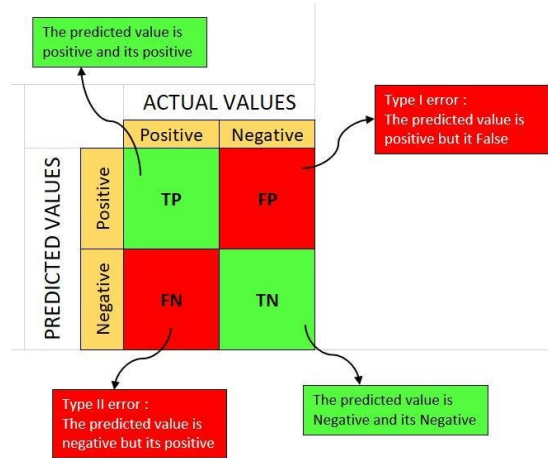 The predicted value is
positive and its positive
ACTUAL VALUES
Positive
Negative
Type I error :
The predicted value is
positive but it False
PREDICTED VALUES
Positive
TP
FP
Negative
FN
TN
Type II error :
The predicted value is
negative but its positive
The predicted value is
Negative and its Negative